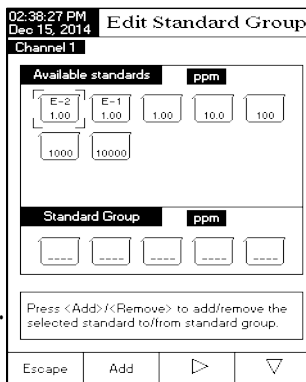 02:38:27 PM
Dec 15, 2014
Edit Standard Group
Channel 1
Available standards ppm
E-2 E-1
1.00 1.00 1.00 10.0 100
1000 10000
Standard Group ppm
---- ---- ---- ---- ----
Press <Add>/<Remove> to add/remove the
selected standard to/from standard group.
Escape Add